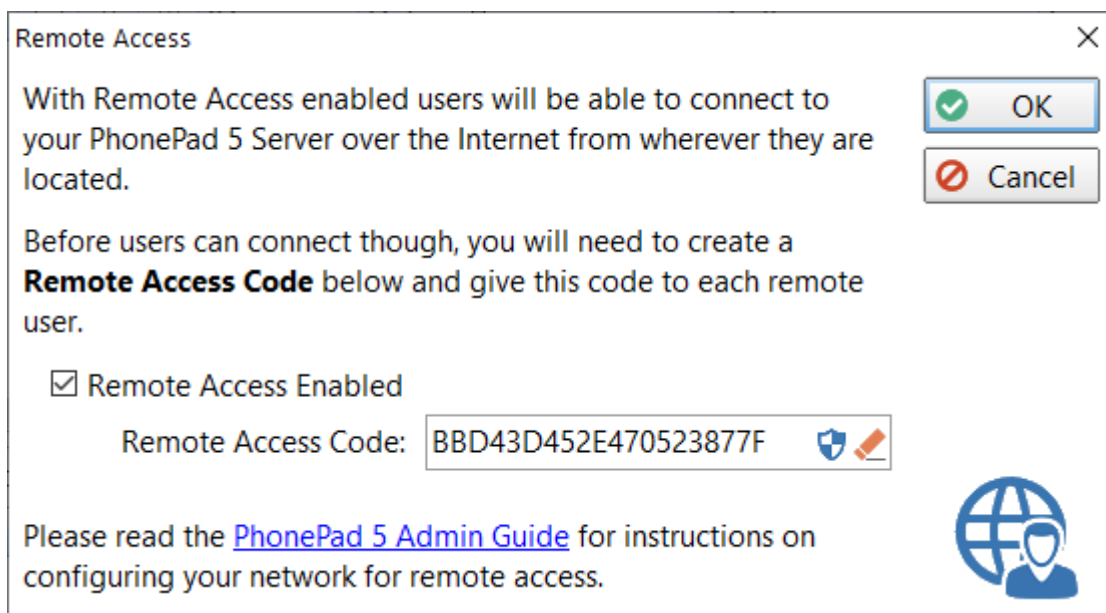 Remote Access
With Remote Access enabled users will be able to connect to
your PhonePad 5 Server over the Internet from wherever they are
located.
OK
Cancel
Before users can connect though, you will need to create a
Remote Access Code below and give this code to each remote
user.
Remote Access Enabled
Remote Access Code: BBD43D452E470523877F
Please read the PhonePad 5 Admin Guide for instructions on
configuring your network for remote access.